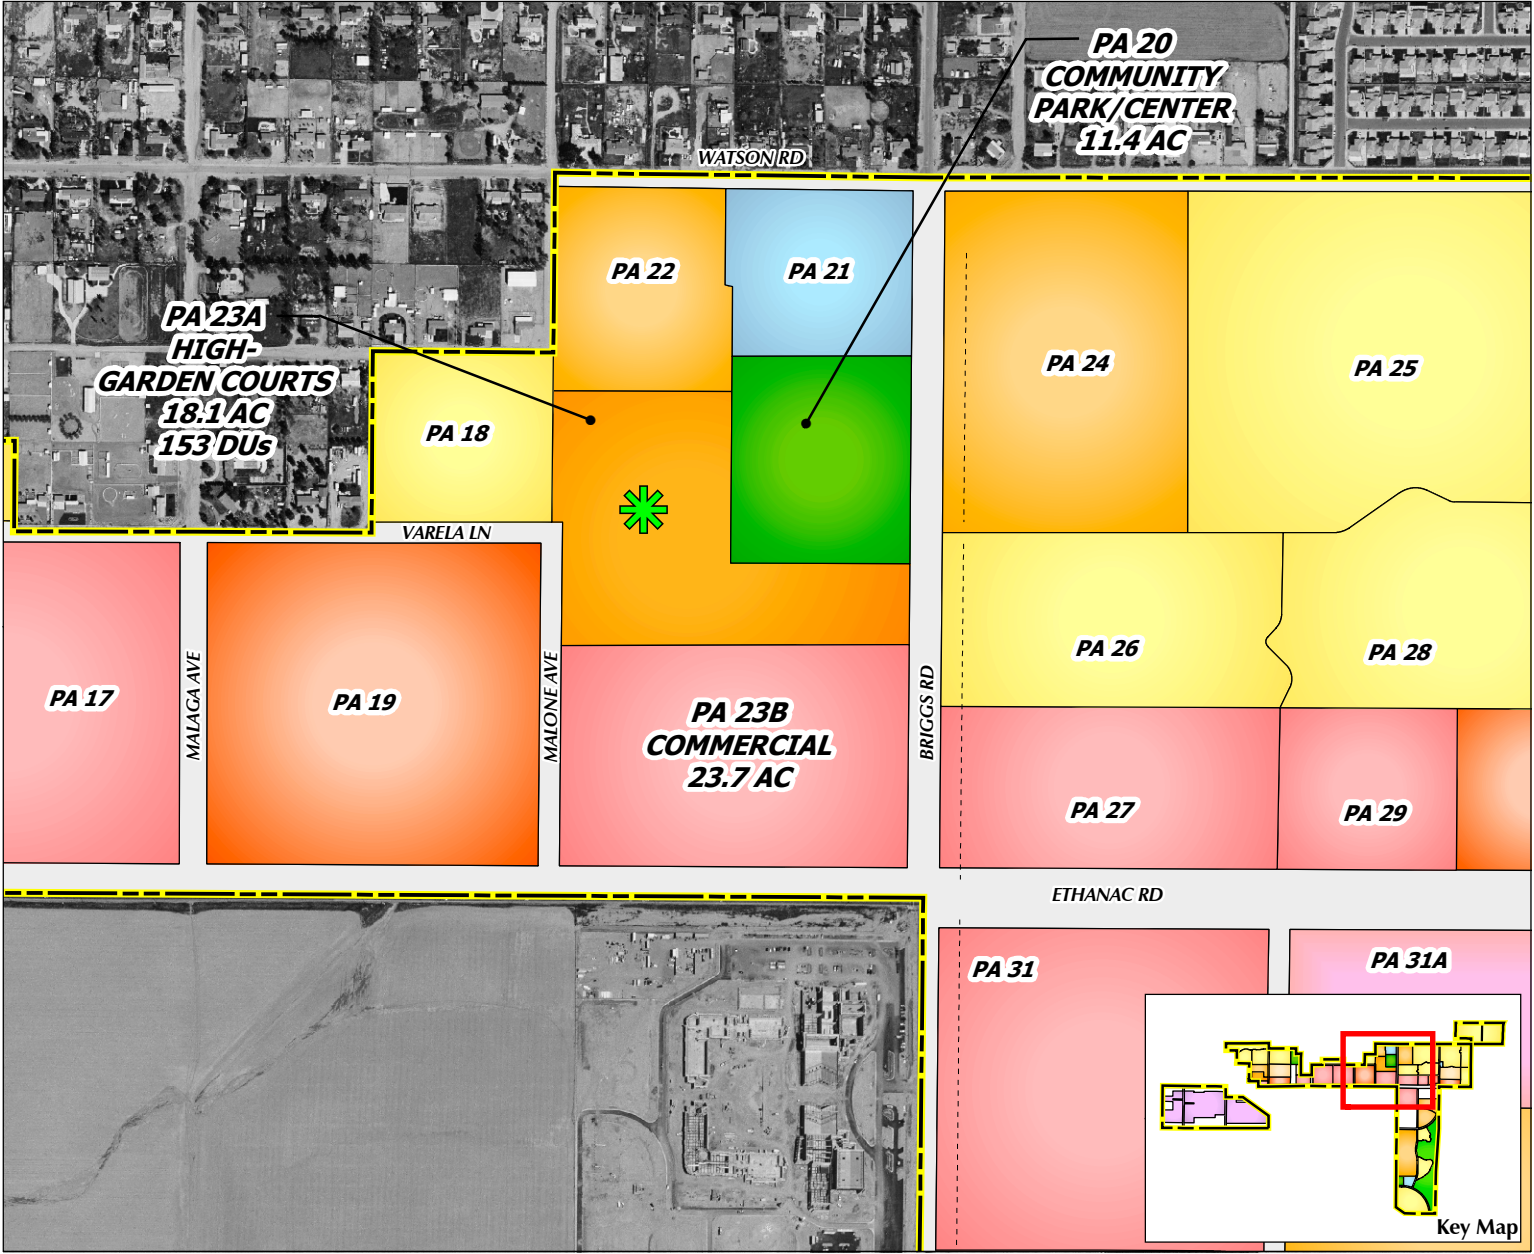 PA 20
COMMUNITY
PARK/CENTER
11.4 AC
WATSON RD
PA 22
PA 21
PA 23A
HIGH-
GARDEN COURTS
18.1 AC
153 DUs
PA 18
PA 24
PA 25
VARELA LN
PA 17
MALAGA AVE
PA 19
MALONE AVE
PA 23B
COMMERCIAL
23.7 AC
BRIGGS RD
PA 26
PA 28
PA 27
PA 29
ETHANAC RD
PA 31
PA 31A
Key Map